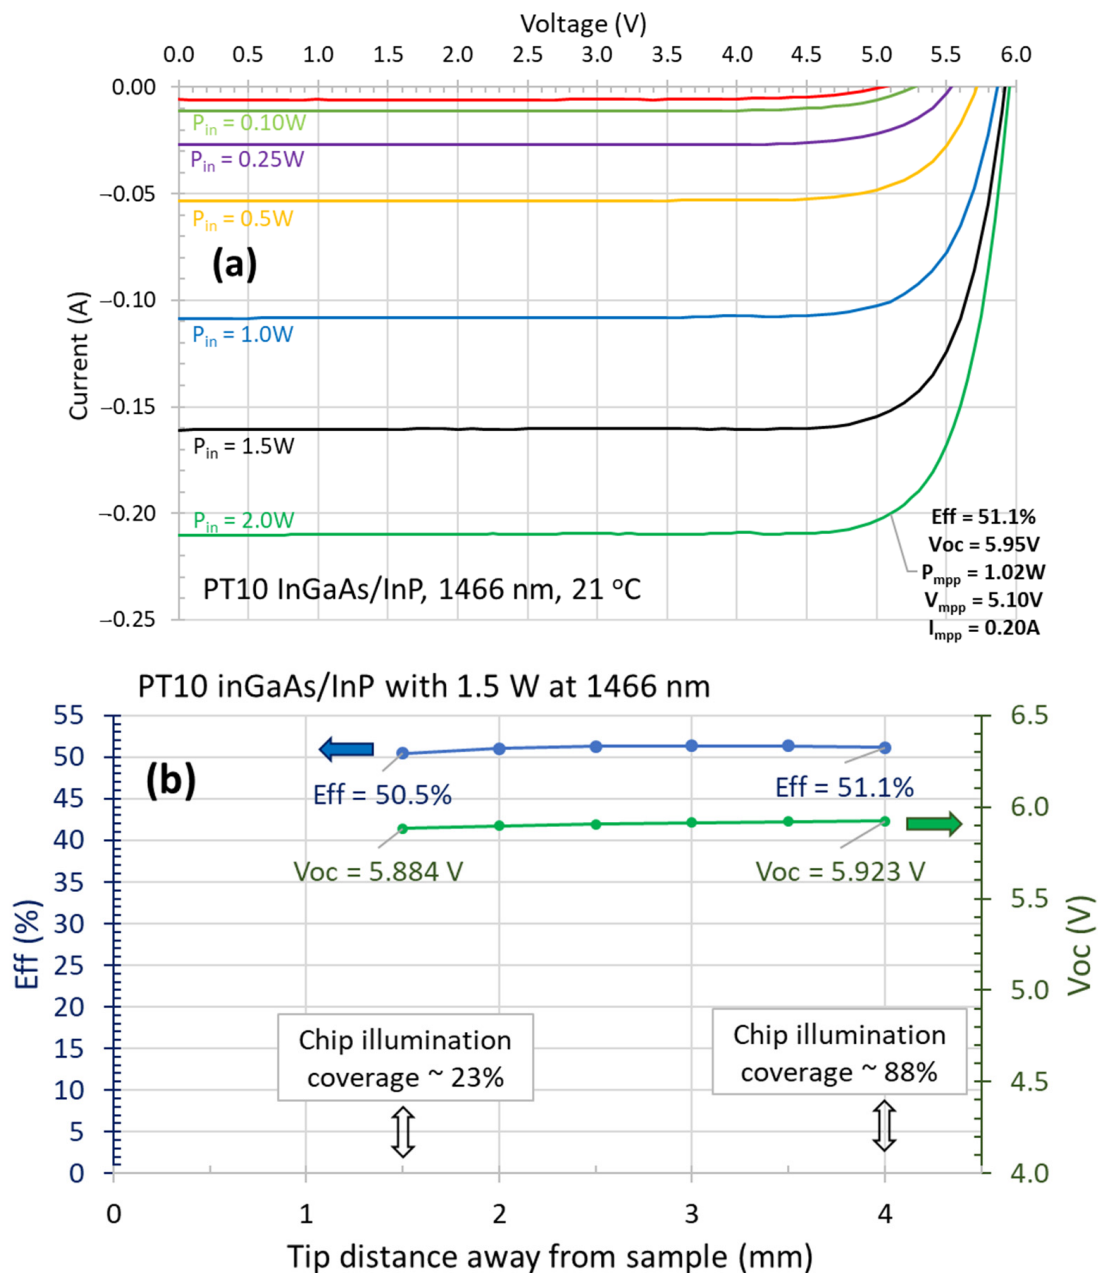 Voltage (V)
0.0 0.5 1.0 1.5 2.0 2.5 3.0 3.5 4.0 4.5 5.0 5.5 6.0
0.00
Pin = 0.10W
Pin = 0.25W
−0.05
Pin = 0.5W
(a)
−0.10
Pin = 1.0W
Current (A)
−0.15
Pin = 1.5W
−0.20
Pin = 2.0W
Eff = 51.1%
Voc = 5.95V
Pmpp = 1.02W
Vmpp = 5.10V
Impp = 0.20A
PT10 InGaAs/InP, 1466 nm, 21 °C
−0.25
PT10 inGaAs/InP with 1.5 W at 1466 nm
55 6.5
50
(b)
Eff = 50.5% Eff = 51.1%
45 6.0
40
Voc = 5.884 V Voc = 5.923 V
35 5.5
30
Eff (%) Voc (V)
25 5.0
20
Chip illumination
coverage ~ 23%
Chip illumination
coverage ~ 88%
15
10 4.5
5
0 4.0
0 1 2 3 4
Tip distance away from sample (mm)